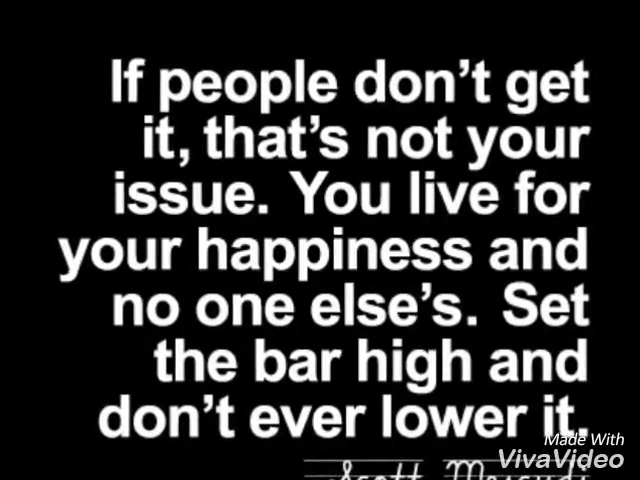 If people don't get
it, that's not your
issue. You live for
your happiness and
no one else's. Set
the bar high and
don't ever lower it.
Made With
VivaVideo
Scott